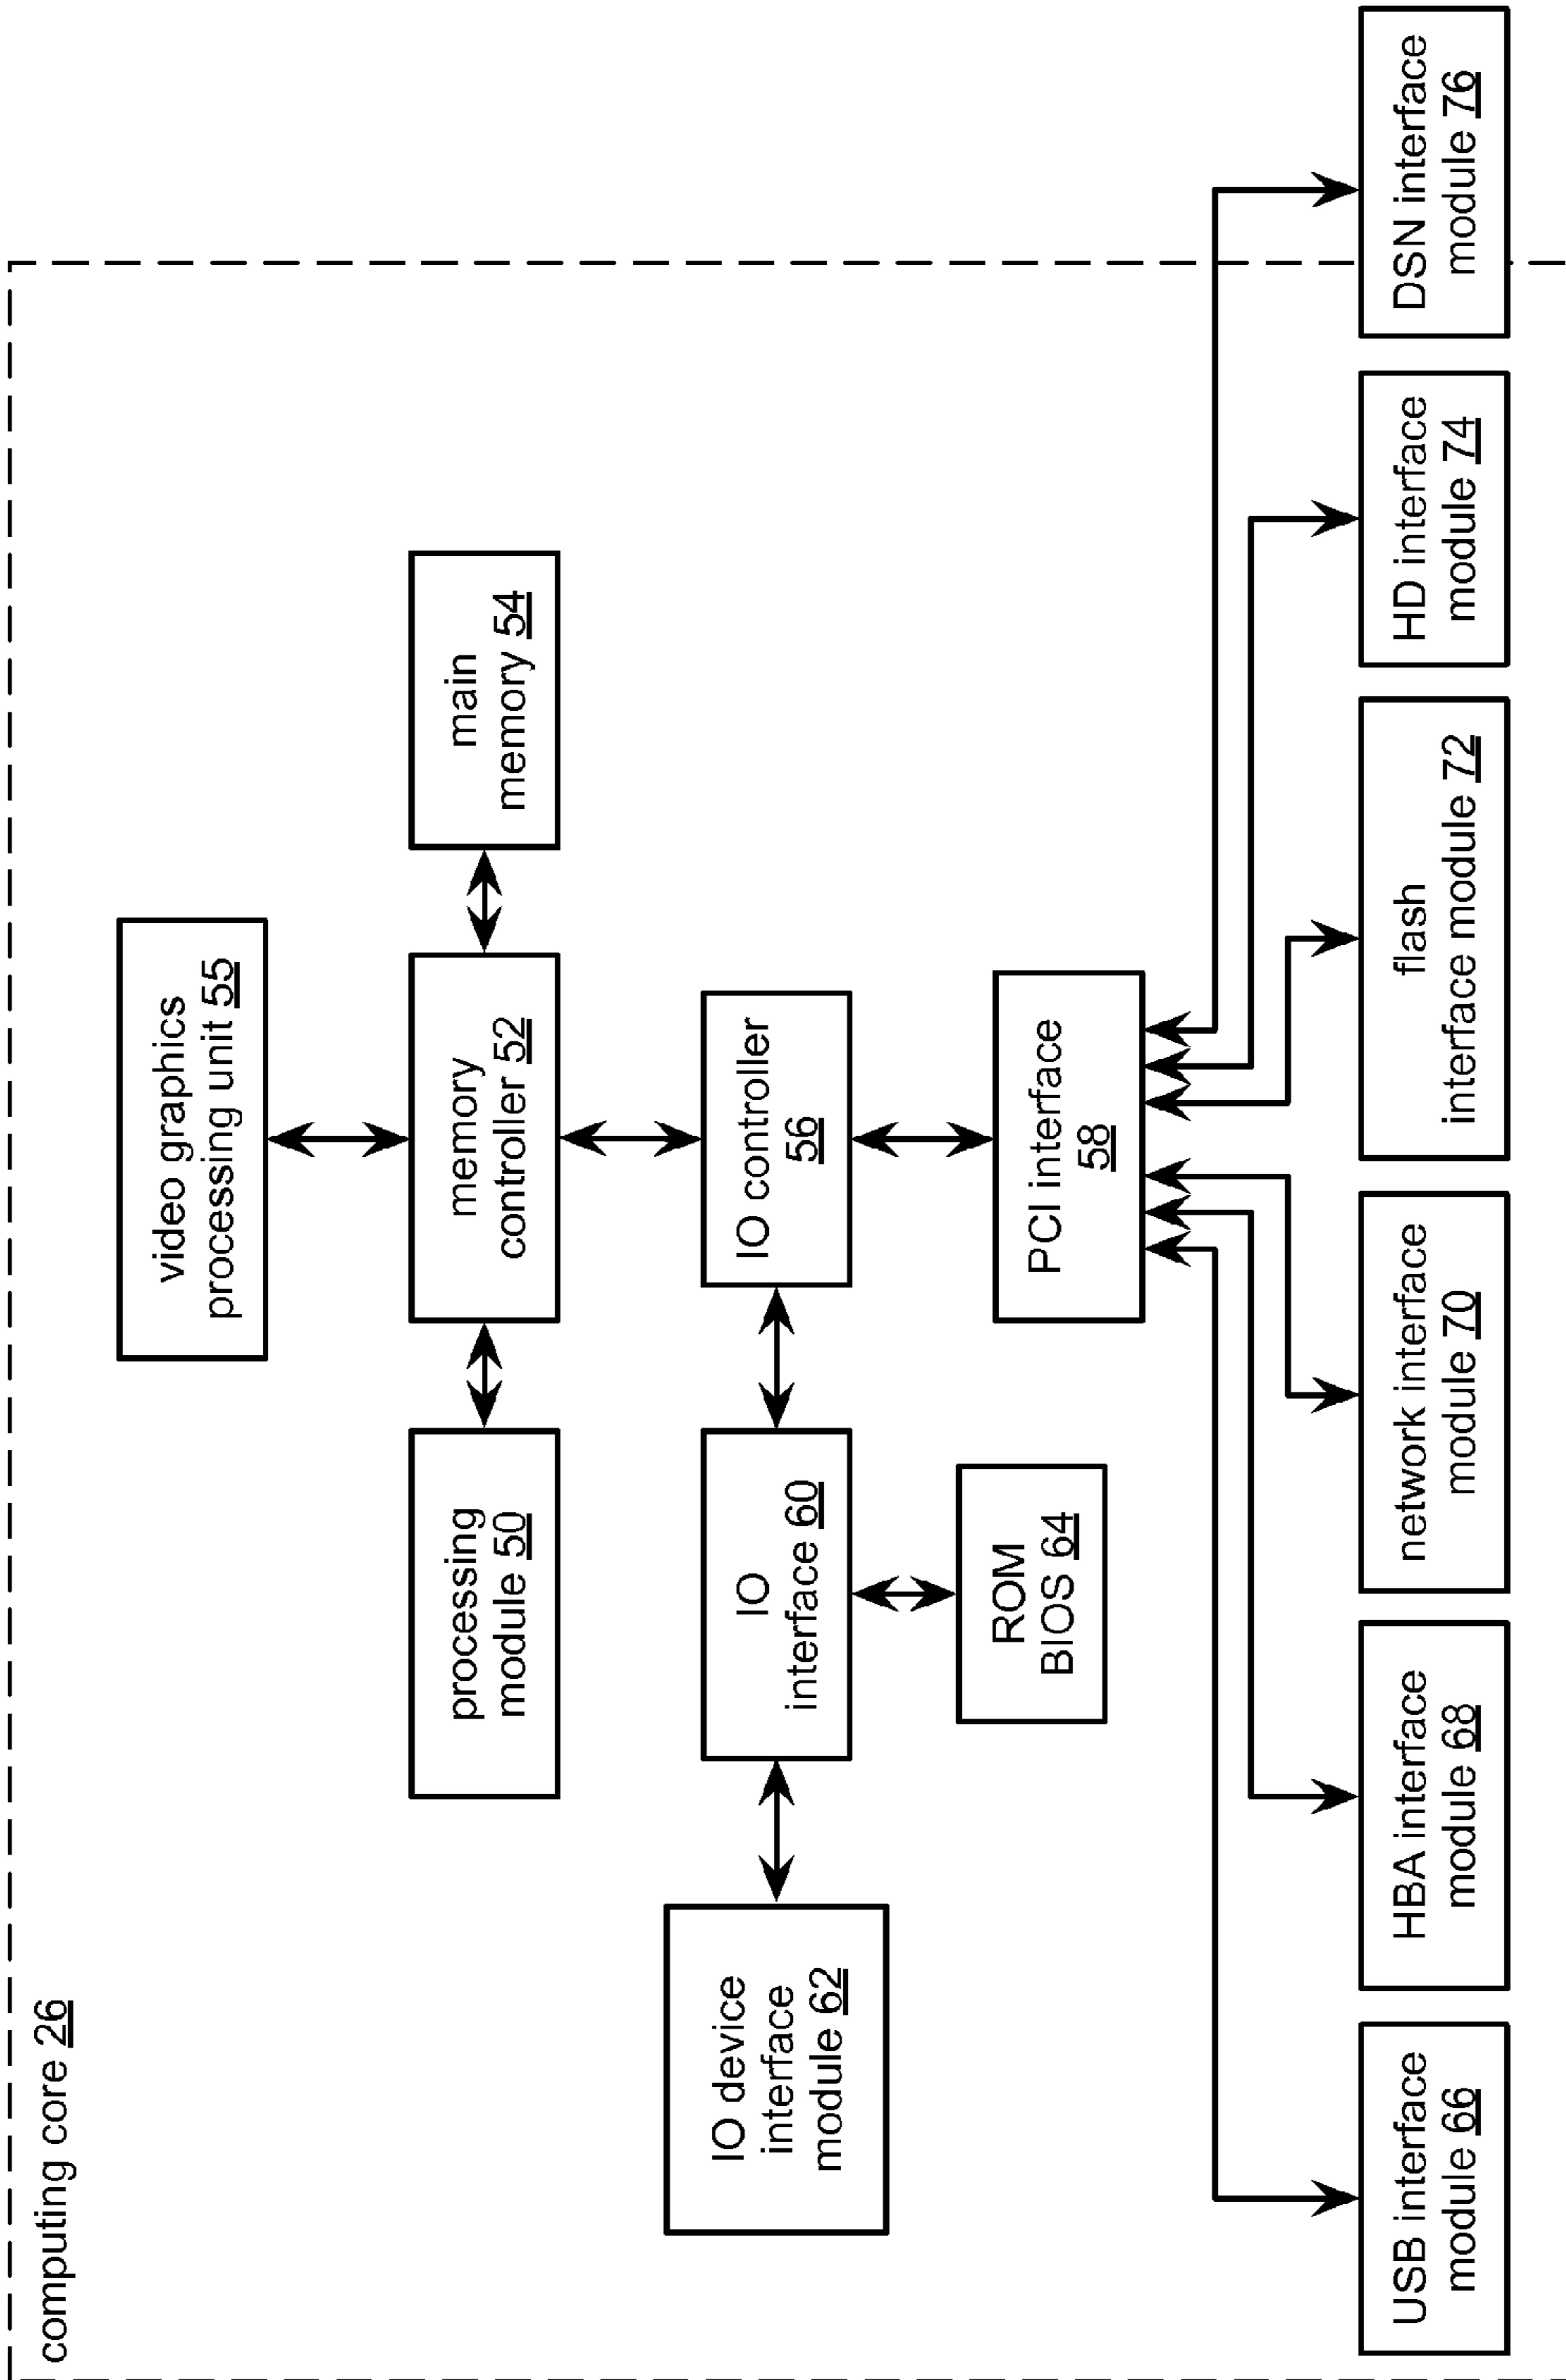 computing core 26
video graphics
processing unit 55
processing
module 50
memory
controller 52
main
memory 54
IO device
interface
module 62
IO
interface 60
IO controller
56
ROM
BIOS 64
PCI interface
58
USB interface
module 66
HBA interface
module 68
network interface
module 70
flash
interface module 72
HD interface
module 74
DSN interface
module 76